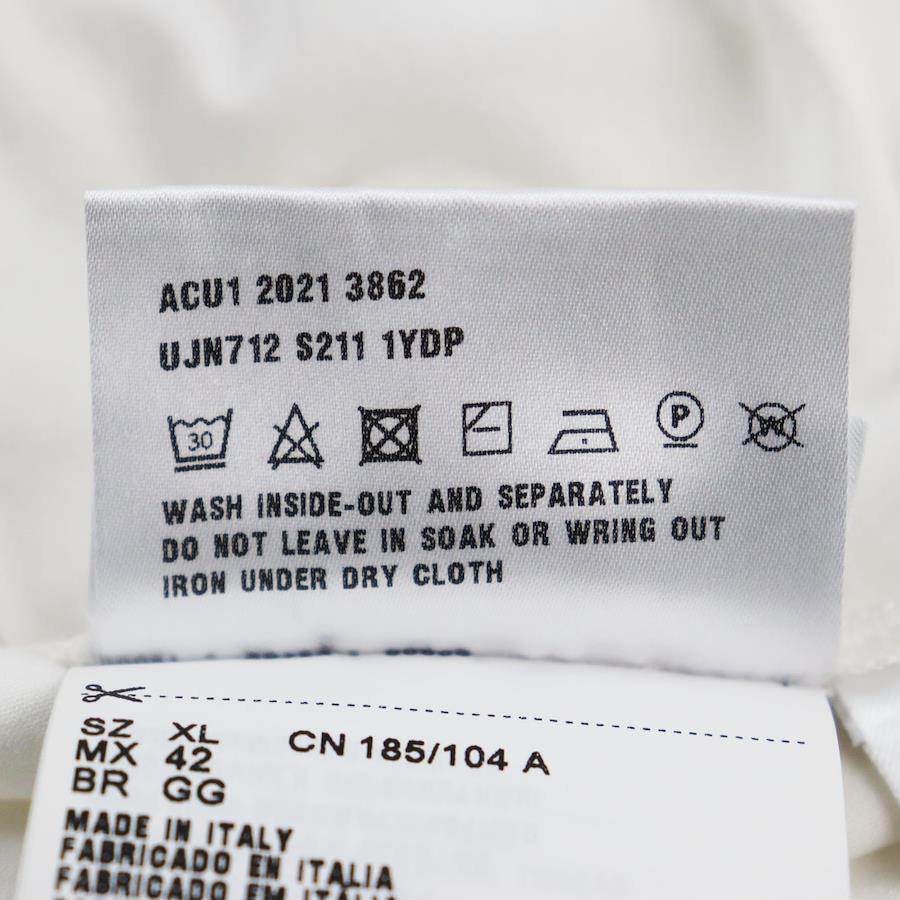 ACU1 2021 3862
UJN712 S211 1YDP
30 P W
WASH INSIDE-OUT AND SEPARATELY
DO NOT LEAVE IN SOAK OR WRING OUT
IRON UNDER DRY CLOTH
SZ XL
MX 42 CN 185/104 A
BR GG
MADE IN ITALY
FABRICADO EN ITALIA
FABRICADO EM